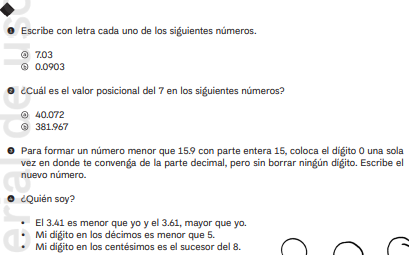 1 Escribe con letra cada uno de los siguientes números.
a 7.03
b 0.0903
2 ¿Cuál es el valor posicional del 7 en los siguientes números?
a 40.072
b 381.967
3 Para formar un número menor que 15.9 con parte entera 15, coloca el dígito 0 una sola
vez en donde te convenga de la parte decimal, pero sin borrar ningún dígito. Escribe el
nuevo número.
4 ¿Quién soy?
• El 3.41 es menor que yo y el 3.61, mayor que yo.
• Mi dígito en los décimos es menor que 5.
• Mi dígito en los centésimos es el sucesor del 8.